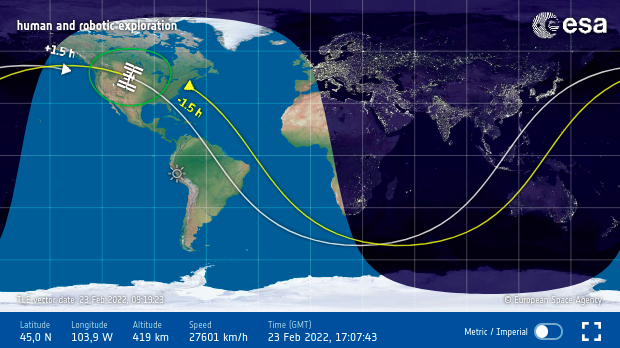 human and robotic exploration
esa
+1.5 h
-1.5 h
TLE vector date: 23 Feb 2022, 09:19:23
© European Space Agency
Latitude Longitude Altitude Speed Time (GMT)
45,0 N 103,9 W 419 km 27601 km/h 23 Feb 2022, 17:07:43
Metric / Imperial